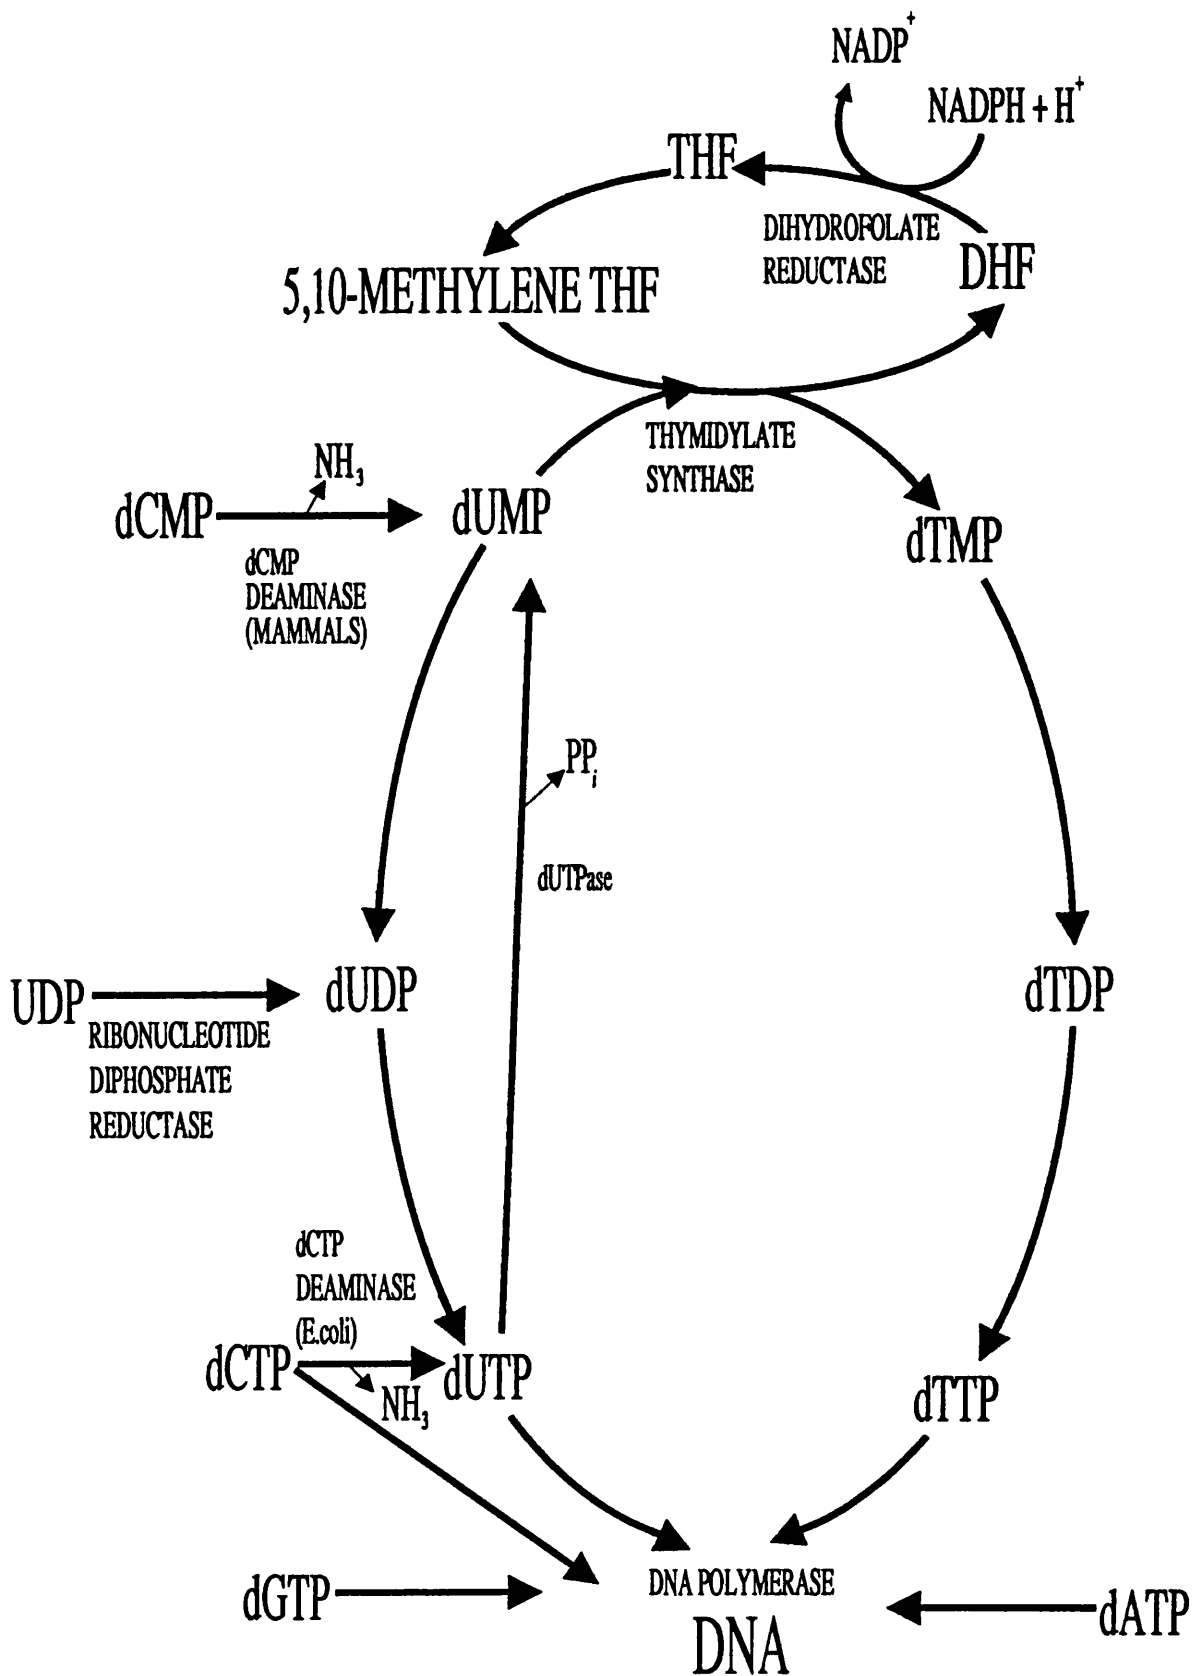 NADP+
NADPH + H+
THF
DIHYDROFOLATE
REDUCTASE
DHF
5,10-METHYLENE THF
THYMIDYLATE
SYNTHASE
NH3
dCMP
dUMP
dTMP
dCMP
DEAMINASE
(MAMMALS)
PPi
dUTPase
UDP
dUDP
dTDP
RIBONUCLEOTIDE
DIPHOSPHATE
REDUCTASE
dCTP
DEAMINASE
(E.coli)
dCTP
dUTP
NH3
dTTP
dGTP
DNA POLYMERASE
DNA
dATP